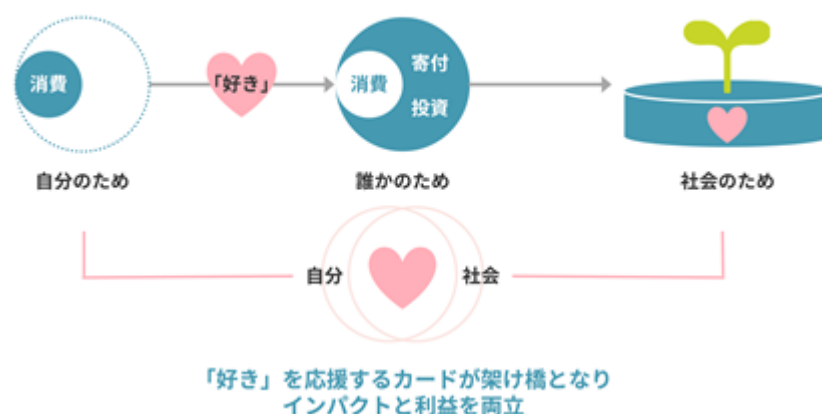 消費
「好き」
消費
寄付
投資
自分のため
誰かのため
社会のため
自分
社会
「好き」を応援するカードが架け橋となり
インパクトと利益を両立